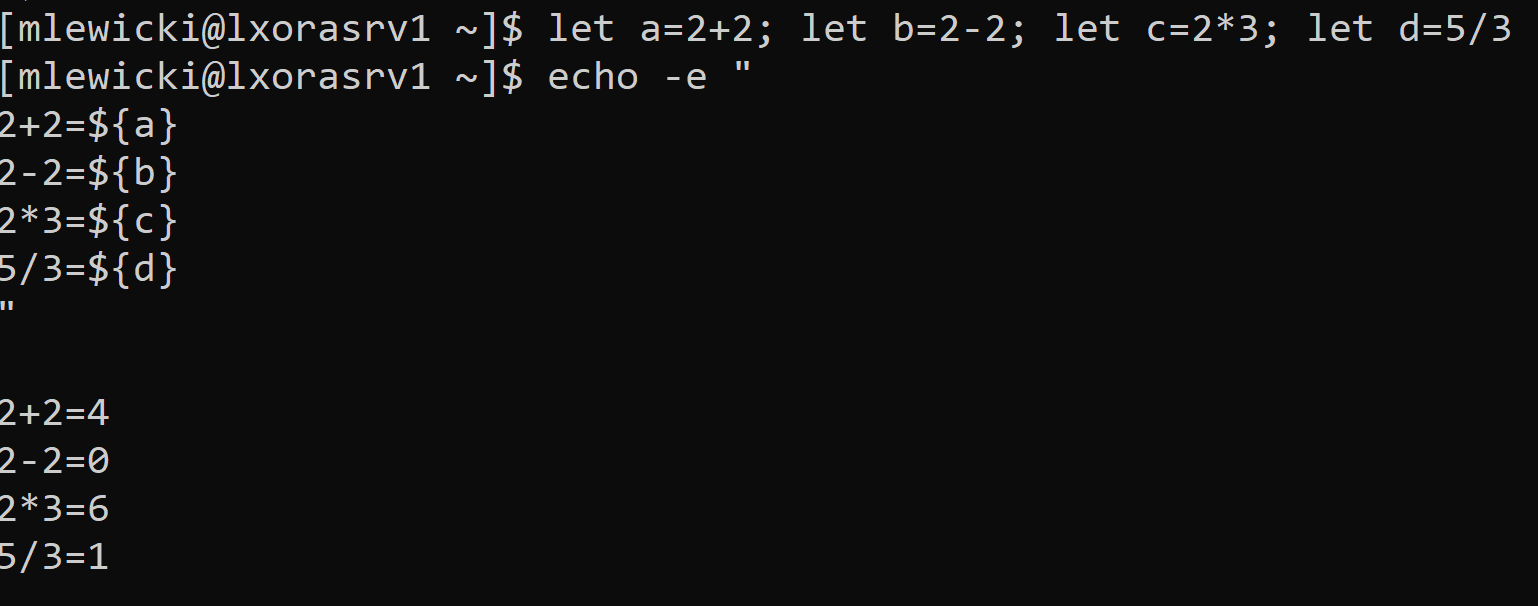 [mlewicki@lxorasrv1 ~]$ let a=2+2; let b=2-2; let c=2*3; let d=5/3
[mlewicki@lxorasrv1 ~]$ echo -e "
2+2=${a}
2-2=${b}
2*3=${c}
5/3=${d}
"
2+2=4
2-2=0
2*3=6
5/3=1